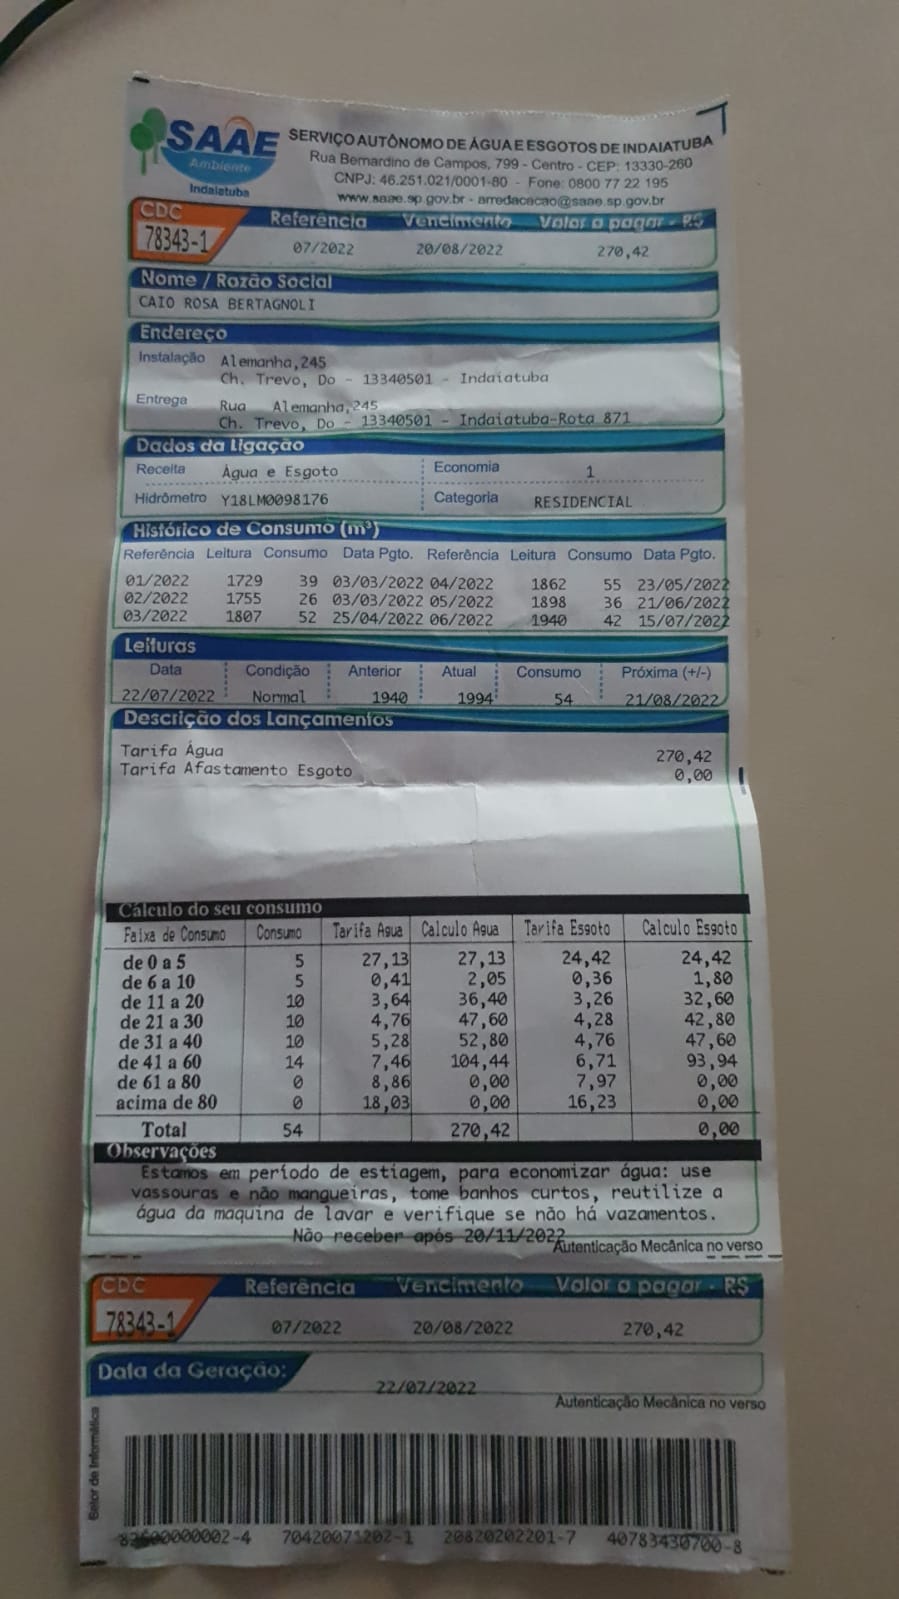 SAAE
Ambiente
Indaiatuba
SERVIÇO AUTÔNOMO DE ÁGUA E ESGOTOS DE INDAIATUBA
Rua Bernardino de Campos, 799 - Centro - CEP: 13330-260
CNPJ: 46.251.021/0001-80 - Fone: 0800 77 22 195
www.saae.sp.gov.br - arredacacao@saae.sp.gov.br
CDC Referência Vencimento Valor a pagar - R$
78343-1 07/2022 20/08/2022 270,42
Nome / Razão Social
CAIO ROSA BERTAGNOLI
Endereço
Instalação Alemanha,245
Ch. Trevo, Do - 13340501 - Indaiatuba
Entrega Rua Alemanha,245
Ch. Trevo, Do - 13340501 - Indaiatuba-Rota 871
Dados da Ligação
Receita Água e Esgoto Economia 1
Hidrômetro Y18LM0098176 Categoria RESIDENCIAL
Histórico de Consumo (m³)
Referência Leitura Consumo Data Pgto. Referência Leitura Consumo Data Pgto.
01/2022 1729 39 03/03/2022 04/2022 1862 55 23/05/2022
02/2022 1755 26 03/03/2022 05/2022 1898 36 21/06/2022
03/2022 1807 52 25/04/2022 06/2022 1940 42 15/07/2022
Leituras
Data Condição Anterior Atual Consumo Próxima (+/-)
22/07/2022 Normal 1940 1994 54 21/08/2022
Descrição dos Lançamentos
Tarifa Água 270,42
Tarifa Afastamento Esgoto 0,00
Cálculo do seu consumo
Faixa de Consumo Consumo Tarifa Agua Calculo Agua Tarifa Esgoto Calculo Esgoto
de 0 a 5 5 27,13 27,13 24,42 24,42
de 6 a 10 5 0,41 2,05 0,36 1,80
de 11 a 20 10 3,64 36,40 3,26 32,60
de 21 a 30 10 4,76 47,60 4,28 42,80
de 31 a 40 10 5,28 52,80 4,76 47,60
de 41 a 60 14 7,46 104,44 6,71 93,94
de 61 a 80 0 8,86 0,00 7,97 0,00
acima de 80 0 18,03 0,00 16,23 0,00
Total 54 270,42 0,00
Observações
Estamos em período de estiagem, para economizar água: use
vassouras e não mangueiras, tome banhos curtos, reutilize a
água da maquina de lavar e verifique se não há vazamentos.
Não receber após 20/11/2022
Autenticação Mecânica no verso
CDC Referência Vencimento Valor a pagar - R$
78343-1 07/2022 20/08/2022 270,42
Data da Geração:
22/07/2022
Autenticação Mecânica no verso
Setor de Informática
82600000002-4 70420071202-1 20820202201-7 40783430700-8